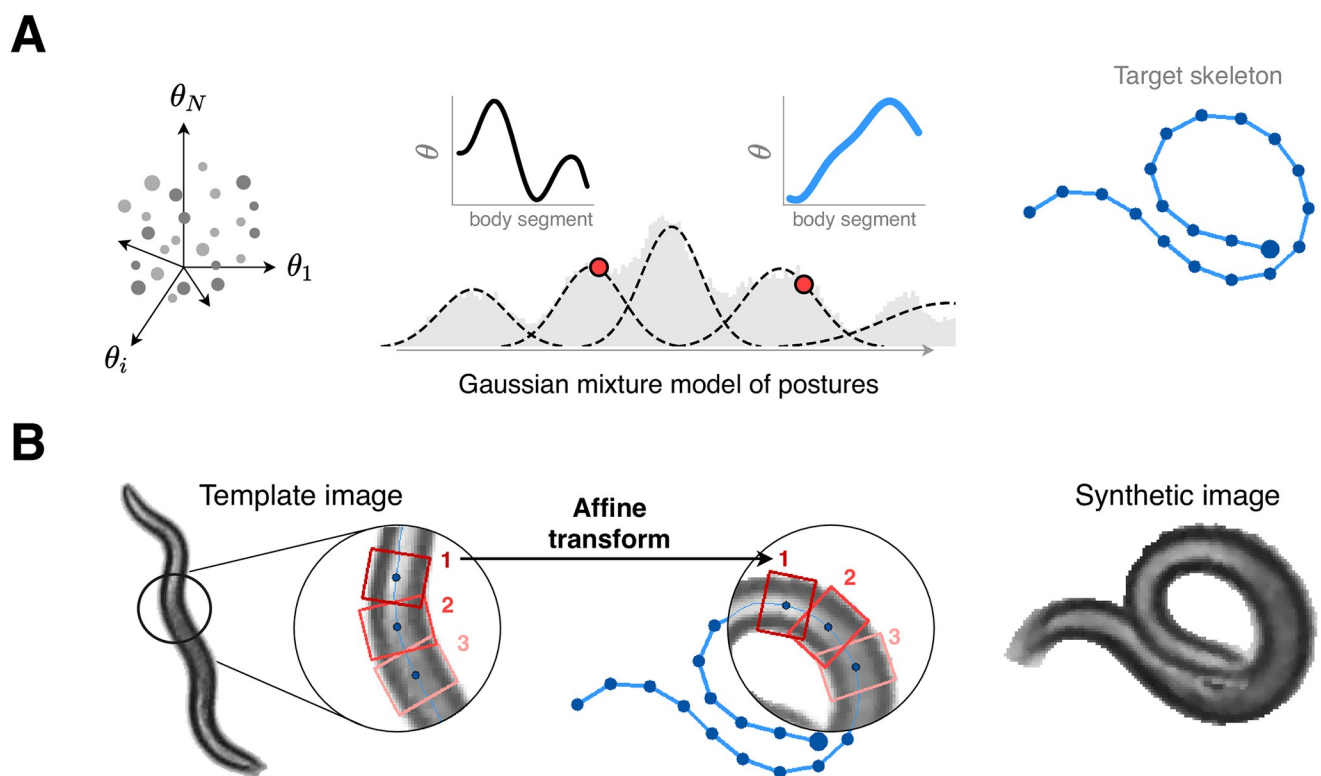 A
Target skeleton
θN
θ
θ
θ1
body segment
body segment
θi
Gaussian mixture model of postures
B
Template image
Affine
transform
Synthetic image
1
2
3
1
2
3